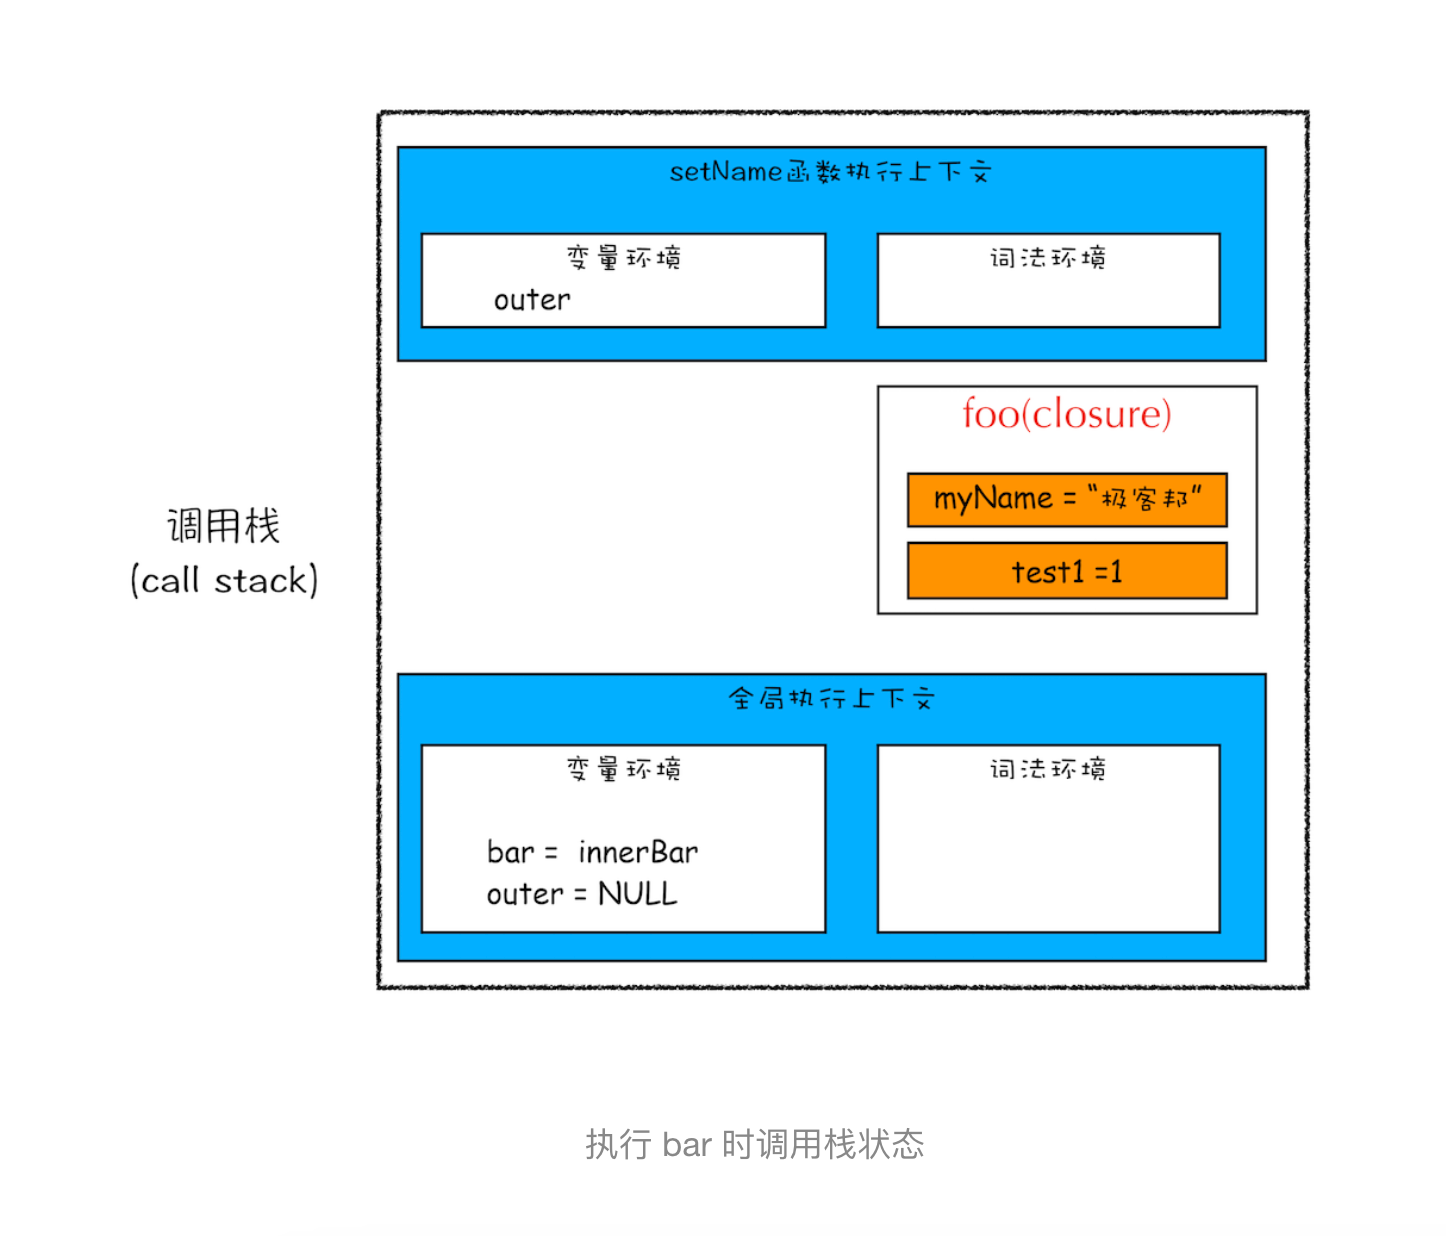 setName函数执行上下文
变量环境
outer
词法环境
foo(closure)
myName = “极客邦”
test1 =1
调用栈
(call stack)
全局执行上下文
变量环境
bar = innerBar
outer = NULL
词法环境
执行 bar 时调用栈状态